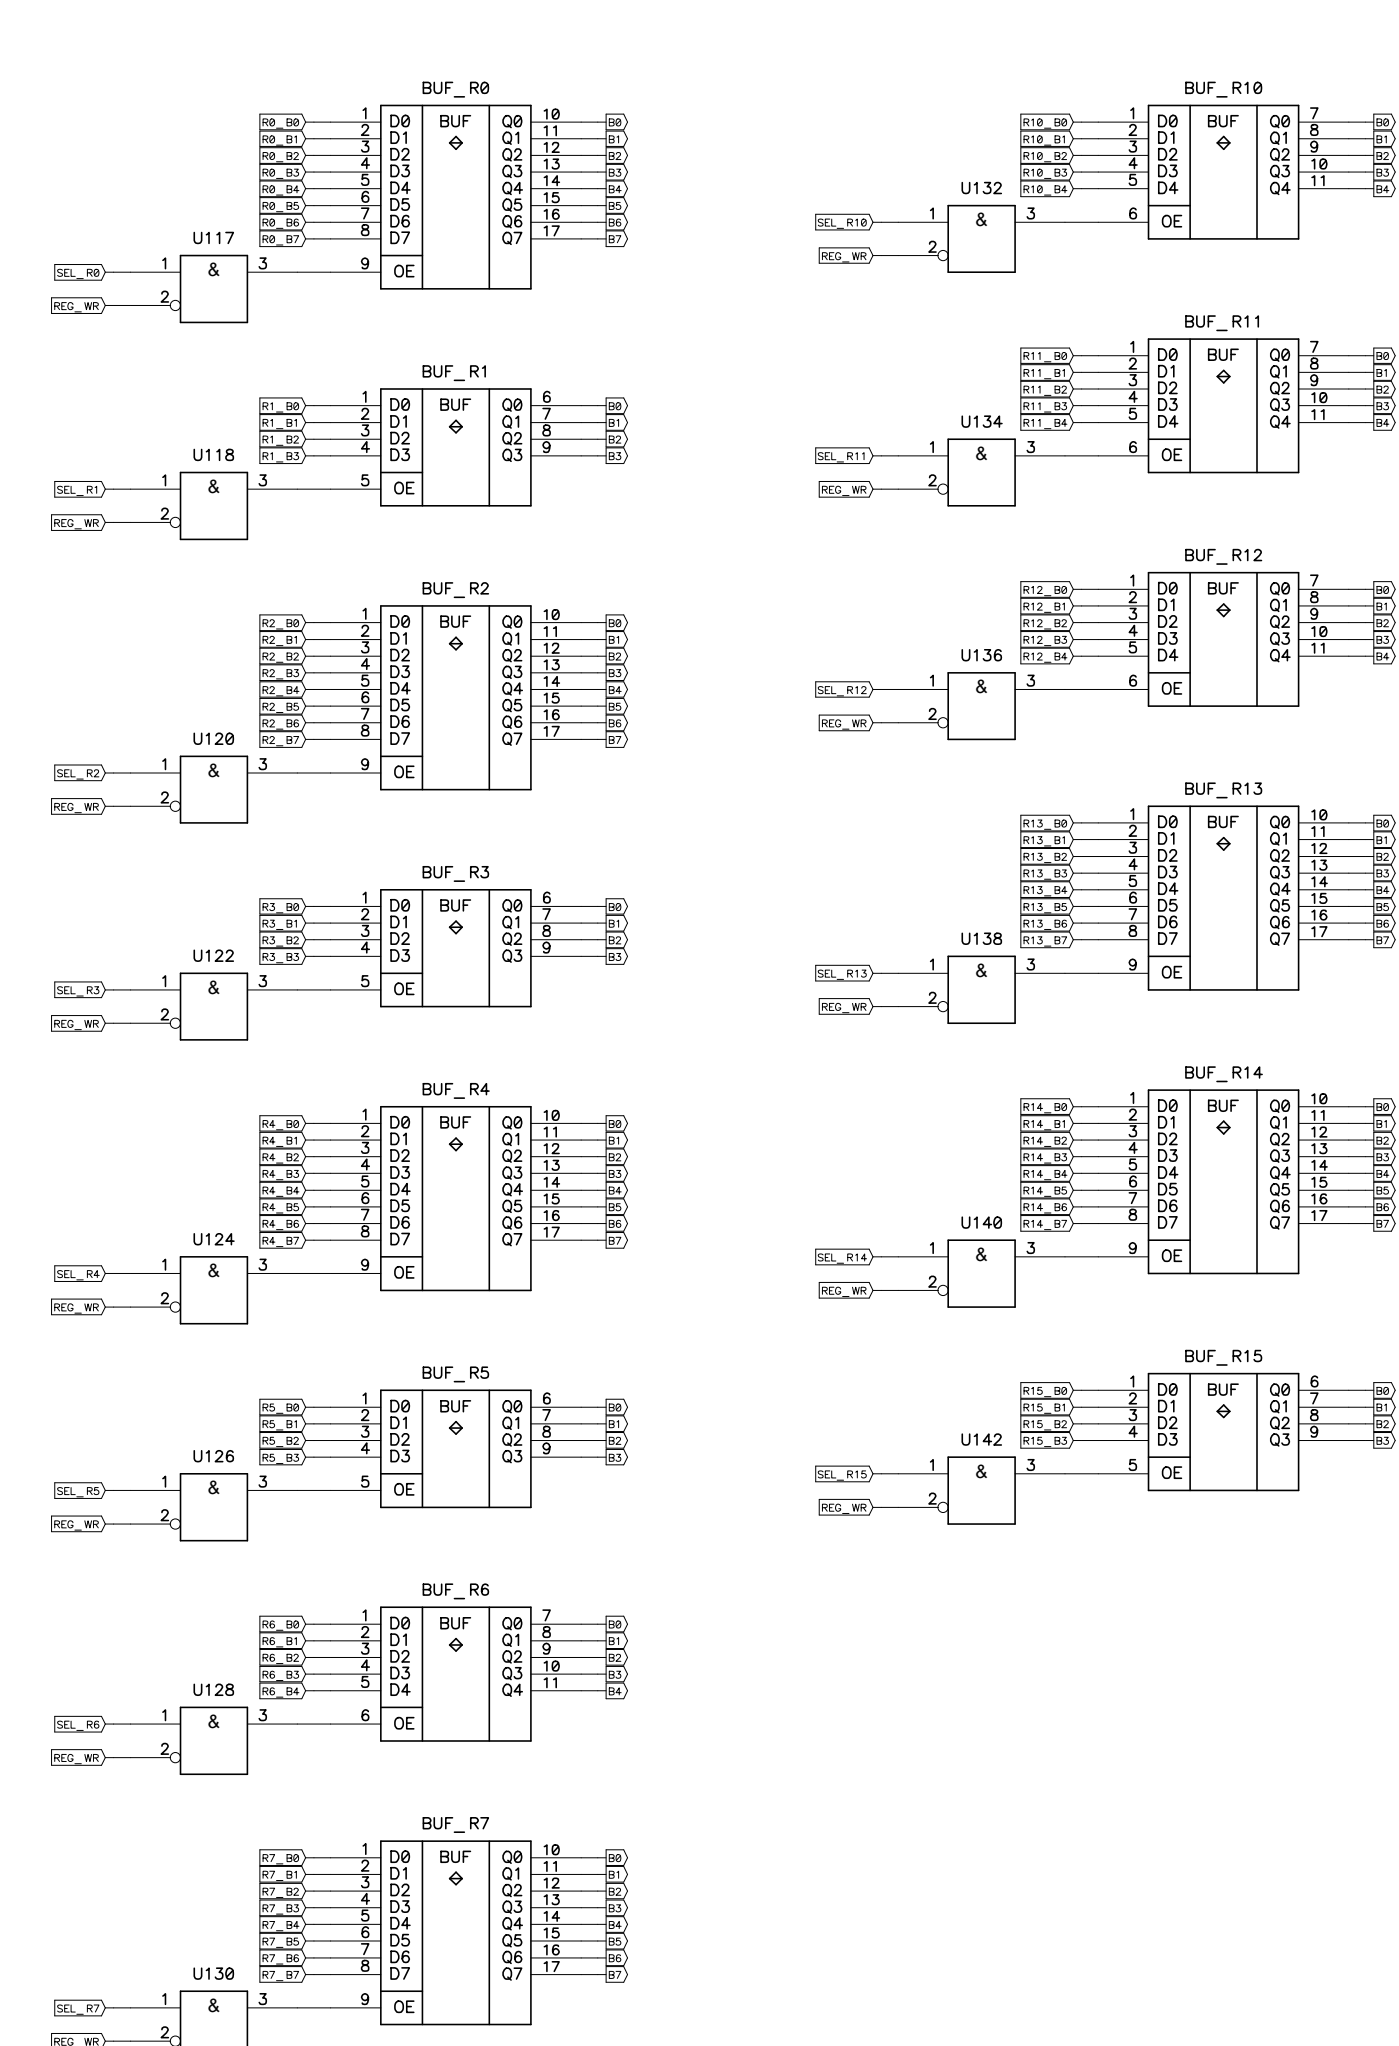 BUF_R0
R0_B0 1 D0 BUF Q0 10 B0
R0_B1 2 D1 Q1 11 B1
R0_B2 3 D2 Q2 12 B2
R0_B3 4 D3 Q3 13 B3
R0_B4 5 D4 Q4 14 B4
R0_B5 6 D5 Q5 15 B5
R0_B6 7 D6 Q6 16 B6
R0_B7 8 D7 Q7 17 B7
U117
SEL_R0 1 & 3 9 OE
REG_WR 2
BUF_R1
R1_B0 1 D0 BUF Q0 6 B0
R1_B1 2 D1 Q1 7 B1
R1_B2 3 D2 Q2 8 B2
R1_B3 4 D3 Q3 9 B3
U118
SEL_R1 1 & 3 5 OE
REG_WR 2
BUF_R2
R2_B0 1 D0 BUF Q0 10 B0
R2_B1 2 D1 Q1 11 B1
R2_B2 3 D2 Q2 12 B2
R2_B3 4 D3 Q3 13 B3
R2_B4 5 D4 Q4 14 B4
R2_B5 6 D5 Q5 15 B5
R2_B6 7 D6 Q6 16 B6
R2_B7 8 D7 Q7 17 B7
U120
SEL_R2 1 & 3 9 OE
REG_WR 2
BUF_R3
R3_B0 1 D0 BUF Q0 6 B0
R3_B1 2 D1 Q1 7 B1
R3_B2 3 D2 Q2 8 B2
R3_B3 4 D3 Q3 9 B3
U122
SEL_R3 1 & 3 5 OE
REG_WR 2
BUF_R4
R4_B0 1 D0 BUF Q0 10 B0
R4_B1 2 D1 Q1 11 B1
R4_B2 3 D2 Q2 12 B2
R4_B3 4 D3 Q3 13 B3
R4_B4 5 D4 Q4 14 B4
R4_B5 6 D5 Q5 15 B5
R4_B6 7 D6 Q6 16 B6
R4_B7 8 D7 Q7 17 B7
U124
SEL_R4 1 & 3 9 OE
REG_WR 2
BUF_R5
R5_B0 1 D0 BUF Q0 6 B0
R5_B1 2 D1 Q1 7 B1
R5_B2 3 D2 Q2 8 B2
R5_B3 4 D3 Q3 9 B3
U126
SEL_R5 1 & 3 5 OE
REG_WR 2
BUF_R6
R6_B0 1 D0 BUF Q0 7 B0
R6_B1 2 D1 Q1 8 B1
R6_B2 3 D2 Q2 9 B2
R6_B3 4 D3 Q3 10 B3
R6_B4 5 D4 Q4 11 B4
U128
SEL_R6 1 & 3 6 OE
REG_WR 2
BUF_R7
R7_B0 1 D0 BUF Q0 10 B0
R7_B1 2 D1 Q1 11 B1
R7_B2 3 D2 Q2 12 B2
R7_B3 4 D3 Q3 13 B3
R7_B4 5 D4 Q4 14 B4
R7_B5 6 D5 Q5 15 B5
R7_B6 7 D6 Q6 16 B6
R7_B7 8 D7 Q7 17 B7
U130
SEL_R7 1 & 3 9 OE
REG_WR 2
BUF_R10
R10_B0 1 D0 BUF Q0 7 B0
R10_B1 2 D1 Q1 8 B1
R10_B2 3 D2 Q2 9 B2
R10_B3 4 D3 Q3 10 B3
R10_B4 5 D4 Q4 11 B4
U132
SEL_R10 1 & 3 6 OE
REG_WR 2
BUF_R11
R11_B0 1 D0 BUF Q0 7 B0
R11_B1 2 D1 Q1 8 B1
R11_B2 3 D2 Q2 9 B2
R11_B3 4 D3 Q3 10 B3
R11_B4 5 D4 Q4 11 B4
U134
SEL_R11 1 & 3 6 OE
REG_WR 2
BUF_R12
R12_B0 1 D0 BUF Q0 7 B0
R12_B1 2 D1 Q1 8 B1
R12_B2 3 D2 Q2 9 B2
R12_B3 4 D3 Q3 10 B3
R12_B4 5 D4 Q4 11 B4
U136
SEL_R12 1 & 3 6 OE
REG_WR 2
BUF_R13
R13_B0 1 D0 BUF Q0 10 B0
R13_B1 2 D1 Q1 11 B1
R13_B2 3 D2 Q2 12 B2
R13_B3 4 D3 Q3 13 B3
R13_B4 5 D4 Q4 14 B4
R13_B5 6 D5 Q5 15 B5
R13_B6 7 D6 Q6 16 B6
R13_B7 8 D7 Q7 17 B7
U138
SEL_R13 1 & 3 9 OE
REG_WR 2
BUF_R14
R14_B0 1 D0 BUF Q0 10 B0
R14_B1 2 D1 Q1 11 B1
R14_B2 3 D2 Q2 12 B2
R14_B3 4 D3 Q3 13 B3
R14_B4 5 D4 Q4 14 B4
R14_B5 6 D5 Q5 15 B5
R14_B6 7 D6 Q6 16 B6
R14_B7 8 D7 Q7 17 B7
U140
SEL_R14 1 & 3 9 OE
REG_WR 2
BUF_R15
R15_B0 1 D0 BUF Q0 6 B0
R15_B1 2 D1 Q1 7 B1
R15_B2 3 D2 Q2 8 B2
R15_B3 4 D3 Q3 9 B3
U142
SEL_R15 1 & 3 5 OE
REG_WR 2